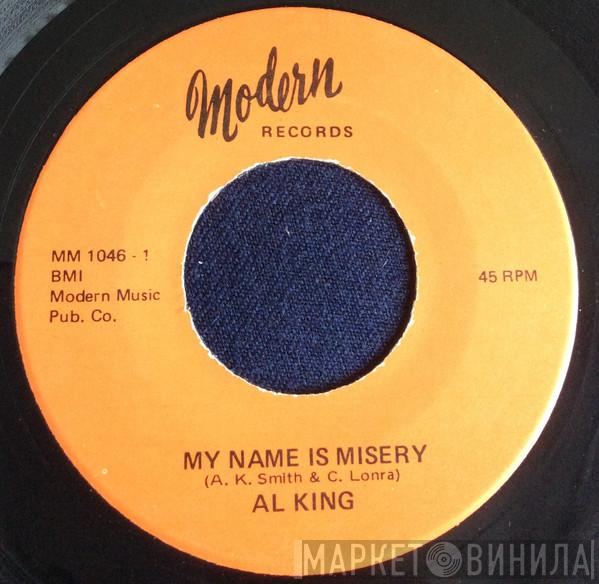 Modern
RECORDS
MM 1046 - 1
BMI
Modern Music
Pub. Co.
45 RPM
MY NAME IS MISERY
(A. K. Smith & C. Lonra)
AL KING
МАРКЕТ ВИНИЛА